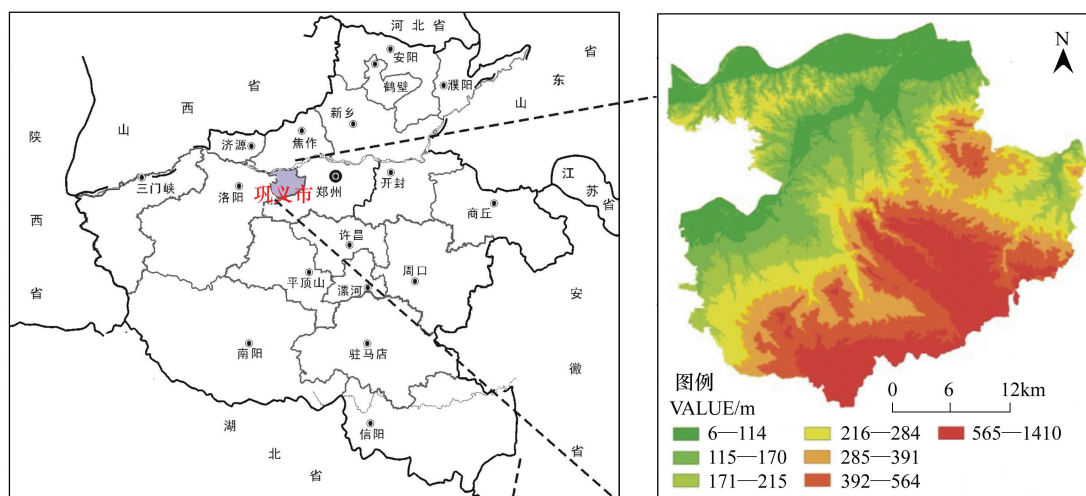 河北省
安阳
鹤壁
濮阳
山东省
山西省
新乡
焦作
济源
陕西省
三门峡
洛阳
巩义市
郑州
开封
商丘
江苏省
许昌
平顶山
漯河
周口
安徽省
南阳
驻马店
信阳
湖北省
N
图例
VALUE/m
0 6 12km
6—114
115—170
171—215
216—284
285—391
392—564
565—1410